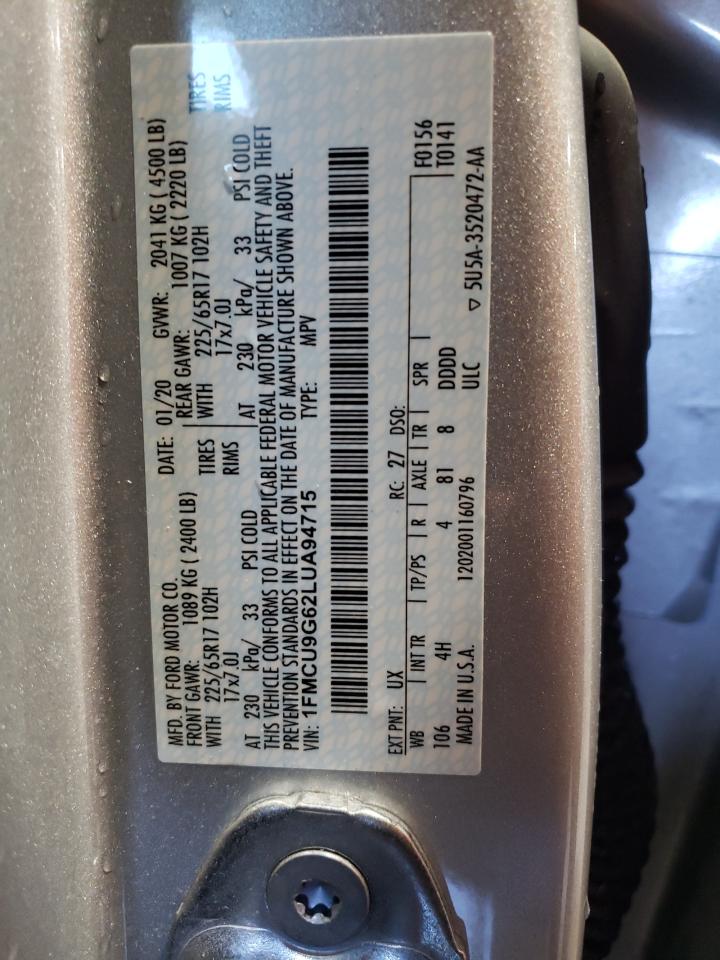 MFD. BY FORD MOTOR CO.
DATE: 01/20 GVWR: 2041 KG ( 4500 LB)
FRONT GAWR: 1089 KG ( 2400 LB) REAR GAWR: 1007 KG ( 2220 LB)
WITH 225/65R17 102H TIRES WITH 225/65R17 102H TIRES
17x7.0J RIMS 17x7.0J RIMS
AT 230 kPa/ 33 PSI COLD AT 230 kPa/ 33 PSI COLD
THIS VEHICLE CONFORMS TO ALL APPLICABLE FEDERAL MOTOR VEHICLE SAFETY AND THEFT
PREVENTION STANDARDS IN EFFECT ON THE DATE OF MANUFACTURE SHOWN ABOVE.
VIN: 1FMCU9G62LUA94715 TYPE: MPV
EXT PNT: UX RC: 27 DSO: F0156
WB INT TR TP/PS R AXLE TR SPR T0141
106 4H 4 81 8 DDDD
MADE IN U.S.A. 1202001160796 ULC ▽ 5U5A-3520472-AA